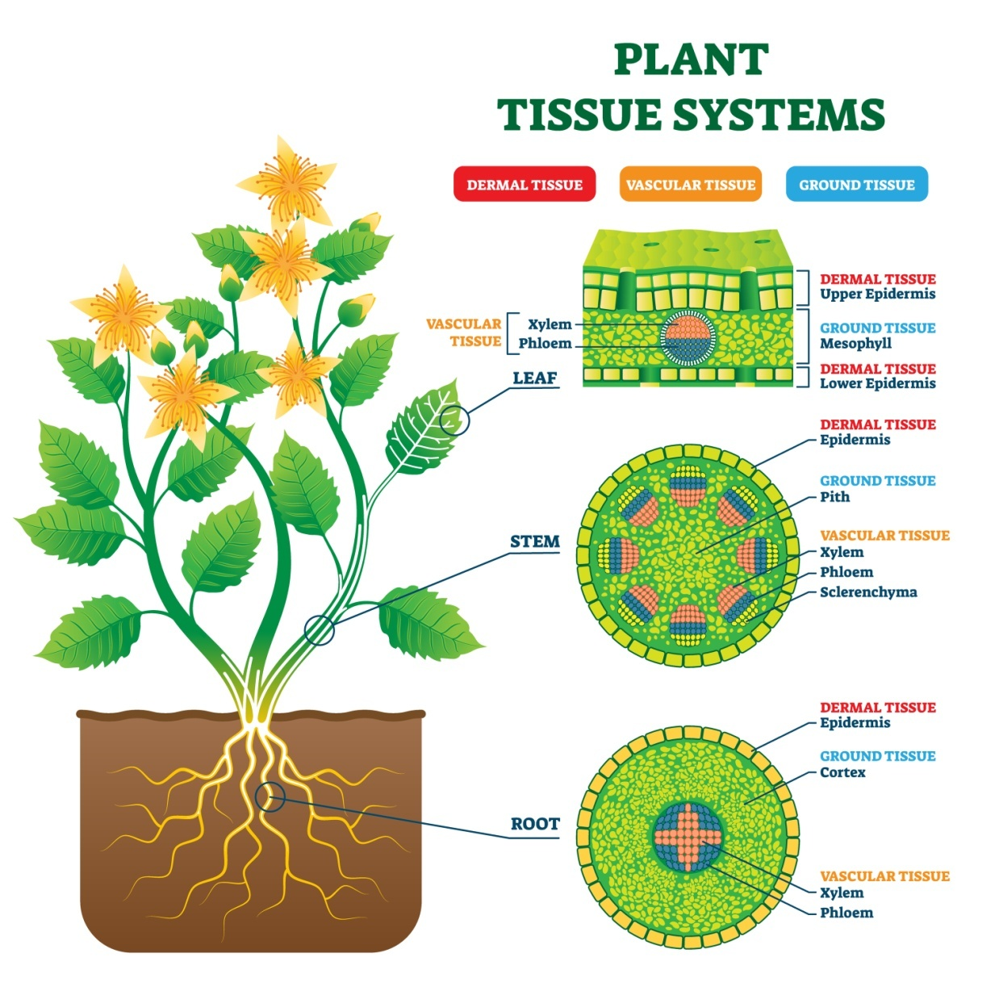 PLANT
TISSUE SYSTEMS
DERMAL TISSUE
VASCULAR TISSUE
GROUND TISSUE
DERMAL TISSUE
Upper Epidermis
VASCULAR
TISSUE
Xylem
Phloem
GROUND TISSUE
Mesophyll
DERMAL TISSUE
Lower Epidermis
LEAF
DERMAL TISSUE
Epidermis
GROUND TISSUE
Pith
STEM
VASCULAR TISSUE
Xylem
Phloem
Sclerenchyma
DERMAL TISSUE
Epidermis
GROUND TISSUE
Cortex
ROOT
VASCULAR TISSUE
Xylem
Phloem